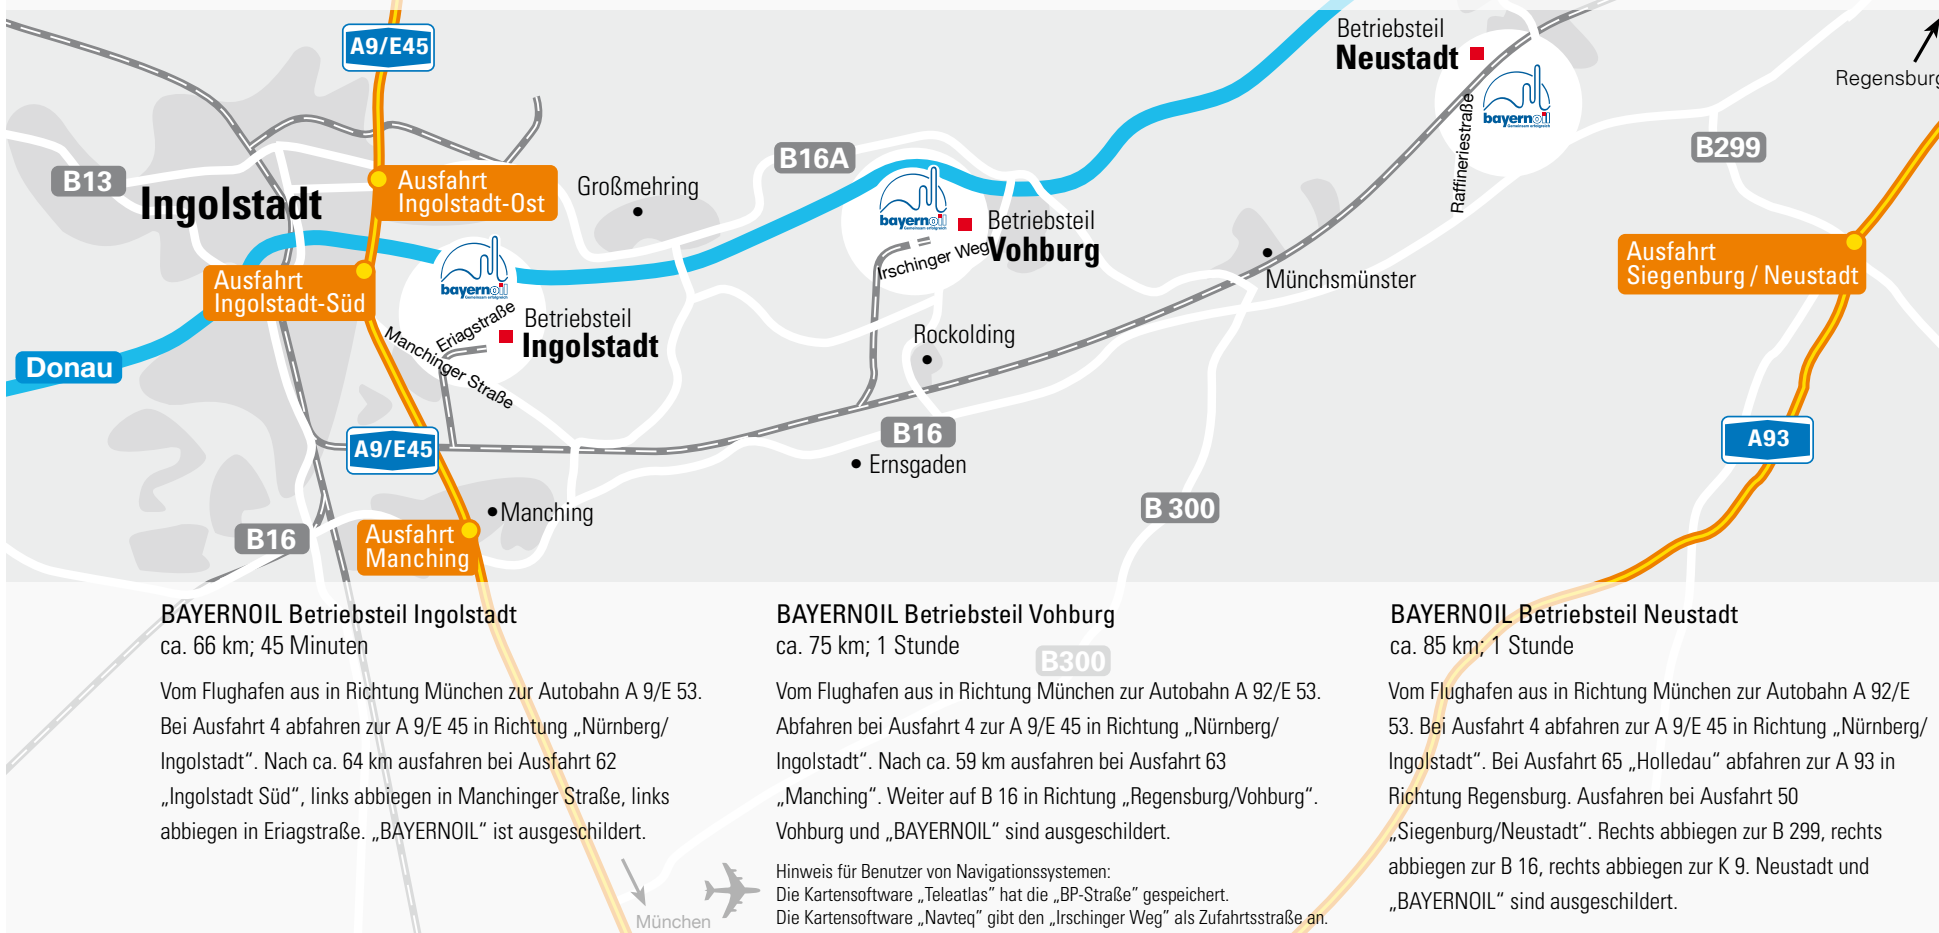 A9/E45
Betriebsteil
Neustadt
Regensburg
bayernoil
Gemeinsam erfolgreich
Raffineriestraße
B16A
B299
B13
Ingolstadt
Ausfahrt
Ingolstadt-Ost
Großmehring
bayernoil
Gemeinsam erfolgreich
Betriebsteil
Vohburg
Irschinger Weg
Ausfahrt
Siegenburg / Neustadt
Ausfahrt
Ingolstadt-Süd
bayernoil
Gemeinsam erfolgreich
Münchsmünster
Eriagstraße
Betriebsteil
Ingolstadt
Manchinger Straße
Rockolding
Donau
B16
A93
A9/E45
Ernsgaden
B 300
Manching
B16
Ausfahrt
Manching
BAYERNOIL Betriebsteil Ingolstadt
ca. 66 km; 45 Minuten
Vom Flughafen aus in Richtung München zur Autobahn A 9/E 53.
Bei Ausfahrt 4 abfahren zur A 9/E 45 in Richtung „Nürnberg/
Ingolstadt“. Nach ca. 64 km ausfahren bei Ausfahrt 62
„Ingolstadt Süd“, links abbiegen in Manchinger Straße, links
abbiegen in Eriagstraße. „BAYERNOIL“ ist ausgeschildert.
München
BAYERNOIL Betriebsteil Vohburg
ca. 75 km; 1 Stunde
B300
Vom Flughafen aus in Richtung München zur Autobahn A 92/E 53.
Abfahren bei Ausfahrt 4 zur A 9/E 45 in Richtung „Nürnberg/
Ingolstadt“. Nach ca. 59 km ausfahren bei Ausfahrt 63
„Manching“. Weiter auf B 16 in Richtung „Regensburg/Vohburg“.
Vohburg und „BAYERNOIL“ sind ausgeschildert.
Hinweis für Benutzer von Navigationssystemen:
Die Kartensoftware „Teleatlas“ hat die „BP-Straße“ gespeichert.
Die Kartensoftware „Navteq“ gibt den „Irschinger Weg“ als Zufahrtsstraße an.
BAYERNOIL Betriebsteil Neustadt
ca. 85 km; 1 Stunde
Vom Flughafen aus in Richtung München zur Autobahn A 92/E
53. Bei Ausfahrt 4 abfahren zur A 9/E 45 in Richtung „Nürnberg/
Ingolstadt“. Bei Ausfahrt 65 „Holledau“ abfahren zur A 93 in
Richtung Regensburg. Ausfahren bei Ausfahrt 50
„Siegenburg/Neustadt“. Rechts abbiegen zur B 299, rechts
abbiegen zur B 16, rechts abbiegen zur K 9. Neustadt und
„BAYERNOIL“ sind ausgeschildert.